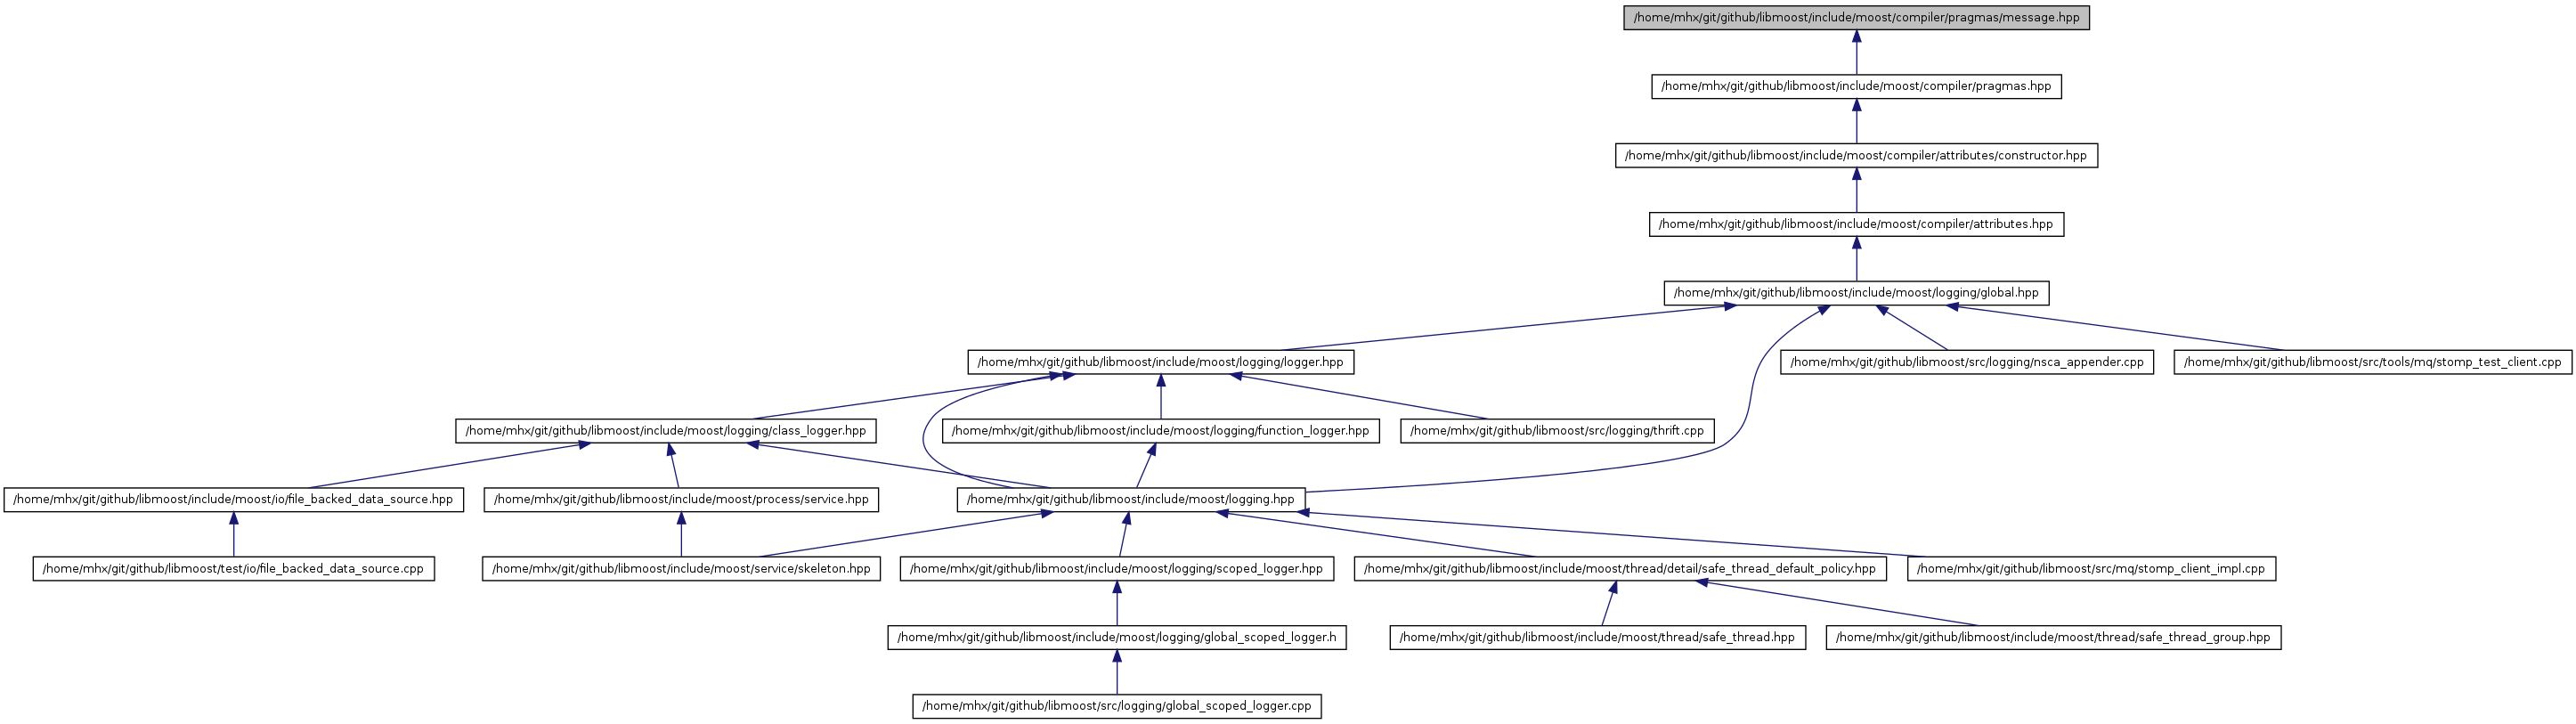 /home/mhx/git/github/libmoost/include/moost/compiler/pragmas/message.hpp
/home/mhx/git/github/libmoost/include/moost/compiler/pragmas.hpp
/home/mhx/git/github/libmoost/include/moost/compiler/attributes/constructor.hpp
/home/mhx/git/github/libmoost/include/moost/compiler/attributes.hpp
/home/mhx/git/github/libmoost/include/moost/logging/global.hpp
/home/mhx/git/github/libmoost/include/moost/logging/logger.hpp
/home/mhx/git/github/libmoost/src/logging/nsca_appender.cpp
/home/mhx/git/github/libmoost/src/tools/mq/stomp_test_client.cpp
/home/mhx/git/github/libmoost/include/moost/logging/class_logger.hpp
/home/mhx/git/github/libmoost/include/moost/logging/function_logger.hpp
/home/mhx/git/github/libmoost/src/logging/thrift.cpp
/home/mhx/git/github/libmoost/include/moost/io/file_backed_data_source.hpp
/home/mhx/git/github/libmoost/include/moost/process/service.hpp
/home/mhx/git/github/libmoost/include/moost/logging.hpp
/home/mhx/git/github/libmoost/test/io/file_backed_data_source.cpp
/home/mhx/git/github/libmoost/include/moost/service/skeleton.hpp
/home/mhx/git/github/libmoost/include/moost/logging/scoped_logger.hpp
/home/mhx/git/github/libmoost/include/moost/thread/detail/safe_thread_default_policy.hpp
/home/mhx/git/github/libmoost/src/mq/stomp_client_impl.cpp
/home/mhx/git/github/libmoost/include/moost/logging/global_scoped_logger.h
/home/mhx/git/github/libmoost/include/moost/thread/safe_thread.hpp
/home/mhx/git/github/libmoost/include/moost/thread/safe_thread_group.hpp
/home/mhx/git/github/libmoost/src/logging/global_scoped_logger.cpp